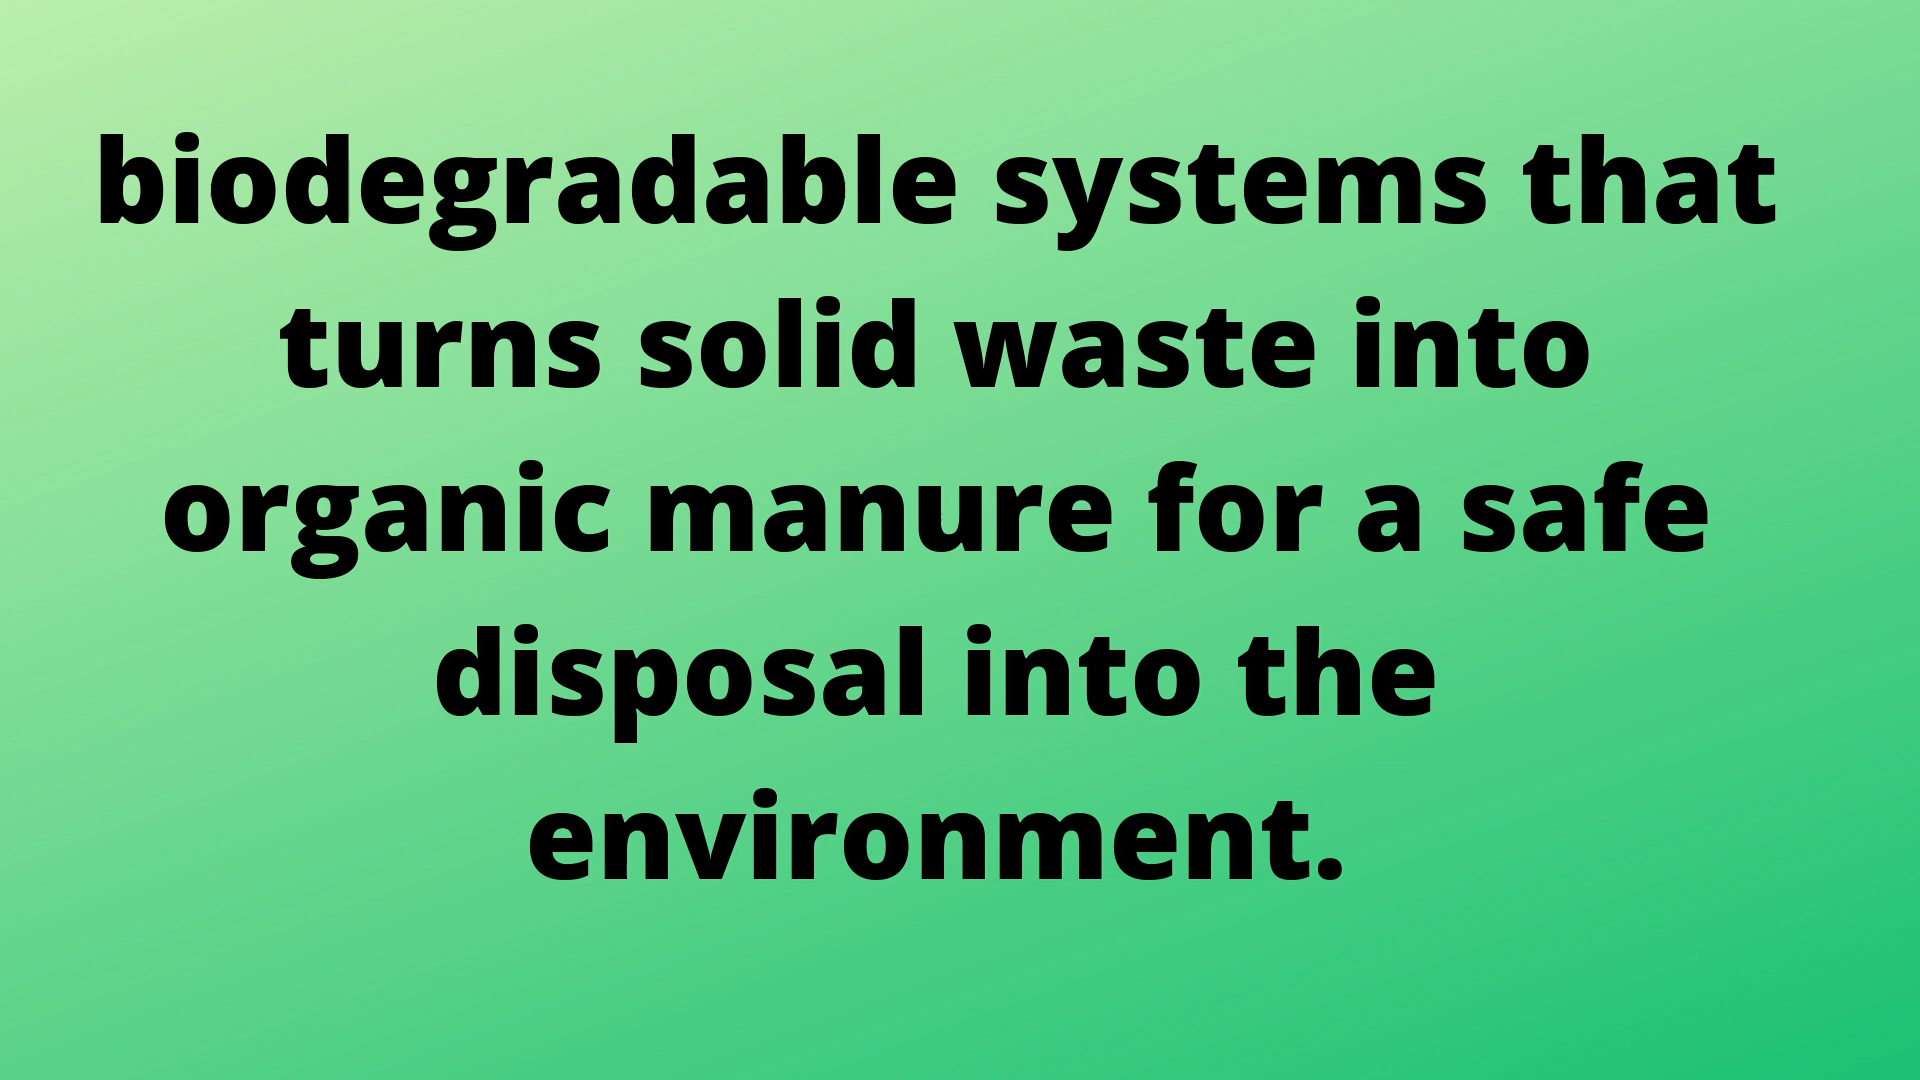 biodegradable systems that
turns solid waste into
organic manure for a safe
disposal into the
environment.